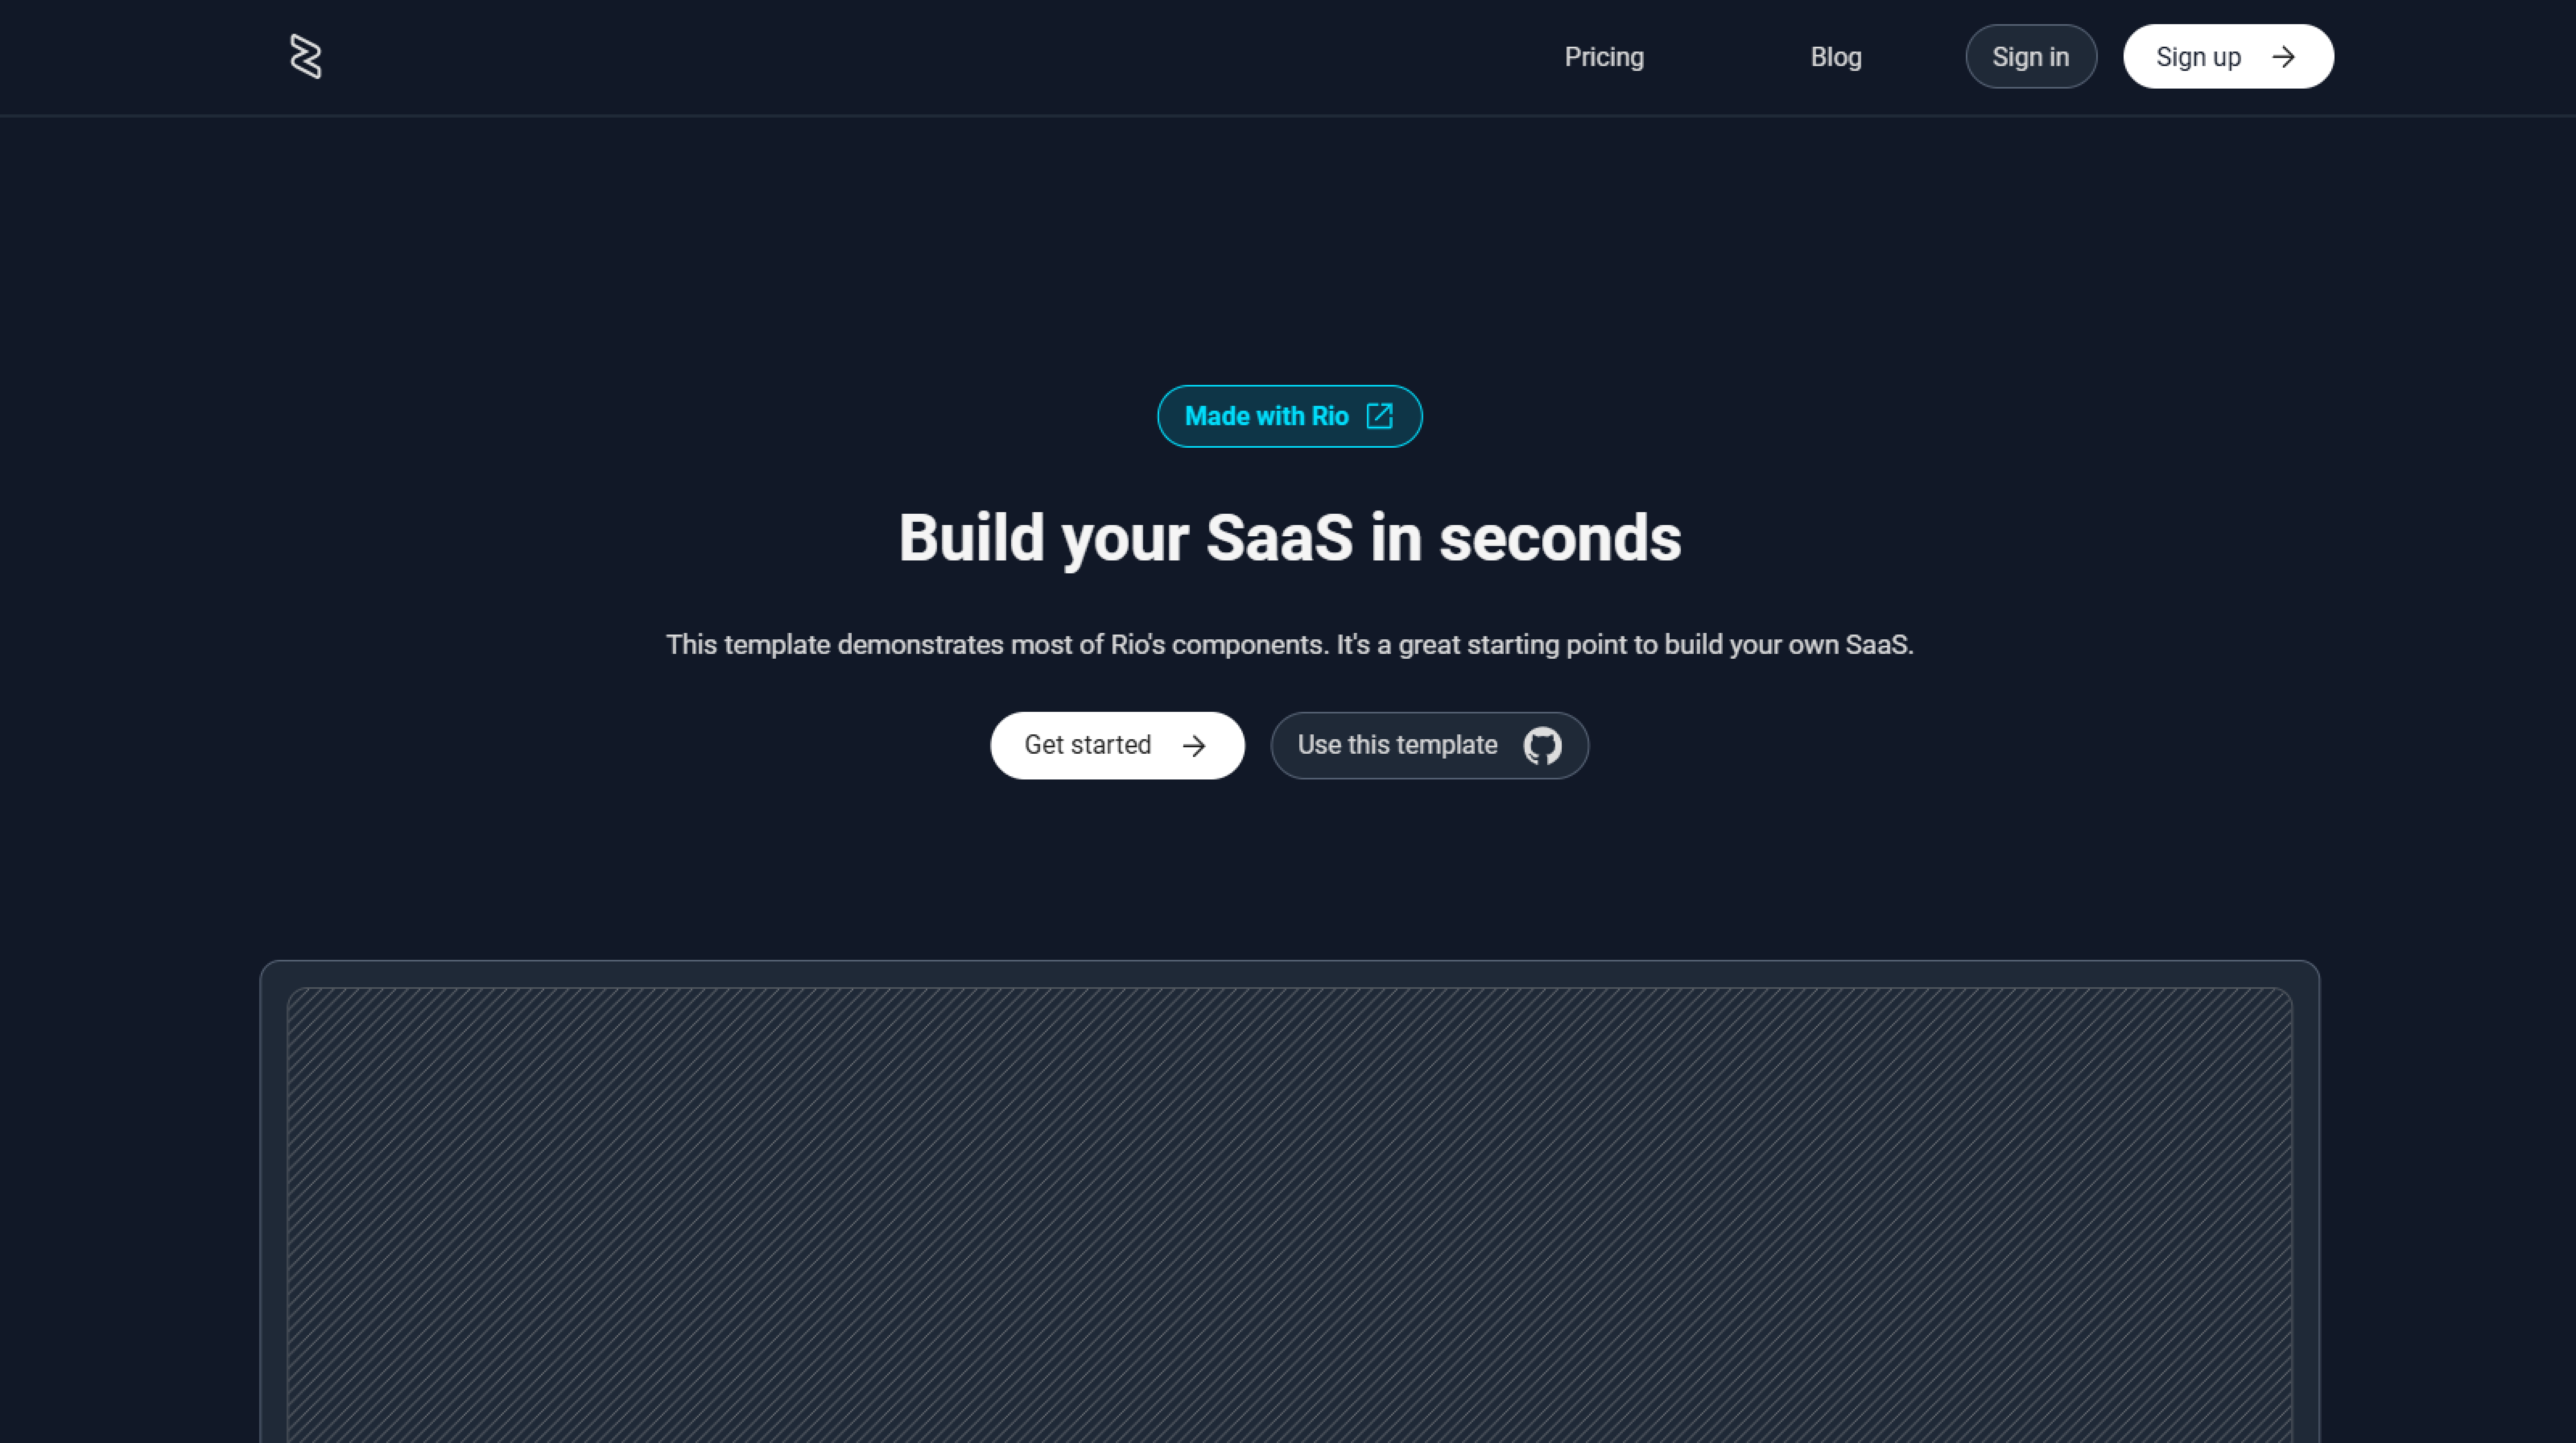 Pricing
Blog
Sign in
Sign up
Made with Rio
Build your SaaS in seconds
This template demonstrates most of Rio's components. It's a great starting point to build your own SaaS.
Get started
Use this template